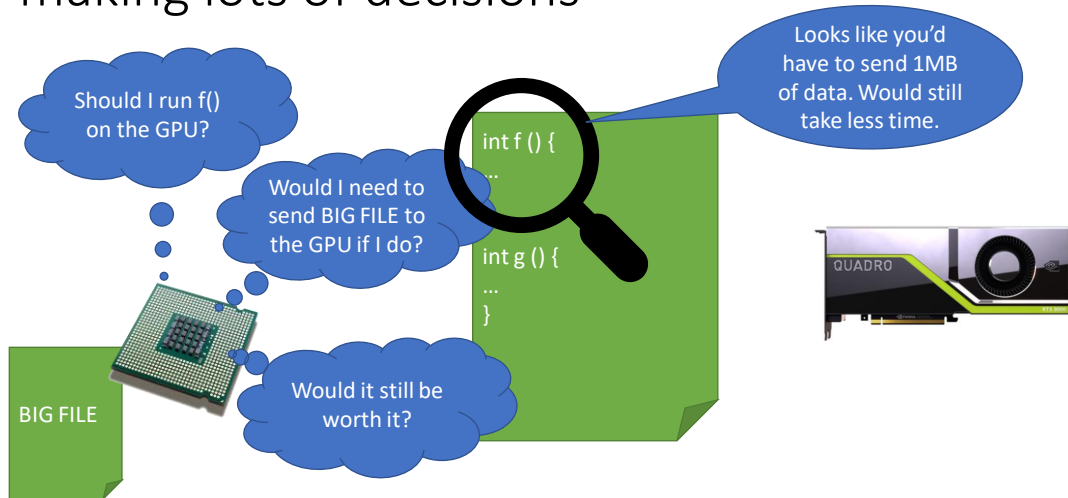 making lots of decisions
Looks like you’d
have to send 1MB
of data. Would still
take less time.
Should I run f()
on the GPU?
int f () {
...
Would I need to
send BIG FILE to
the GPU if I do?
int g () {
...
}
QUADRO
Would it still be
worth it?
BIG FILE